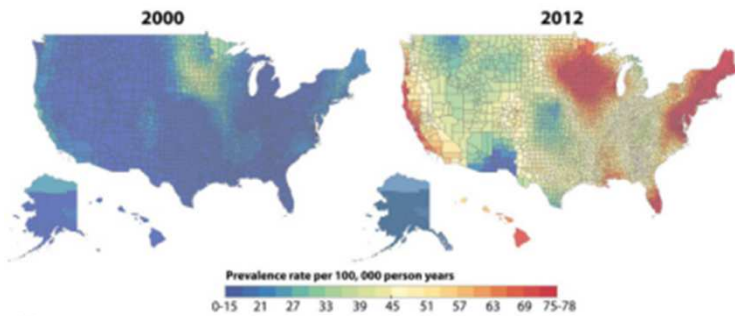 2000
2012
Prevalence rate per 100, 000 person years
0-15 21 27 33 39 45 51 57 63 69 75-78